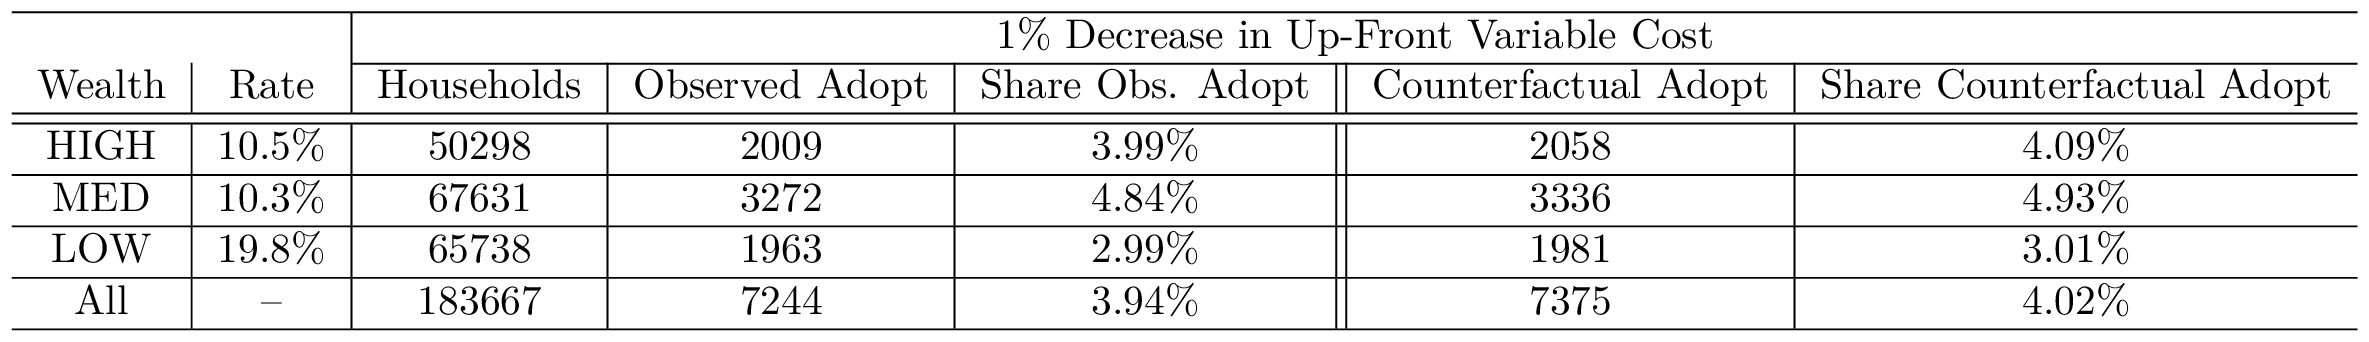 1% Decrease in Up-Front Variable Cost
Wealth Rate Households Observed Adopt Share Obs. Adopt Counterfactual Adopt Share Counterfactual Adopt
HIGH 10.5% 50298 2009 3.99% 2058 4.09%
MED 10.3% 67631 3272 4.84% 3336 4.93%
LOW 19.8% 65738 1963 2.99% 1981 3.01%
All – 183667 7244 3.94% 7375 4.02%